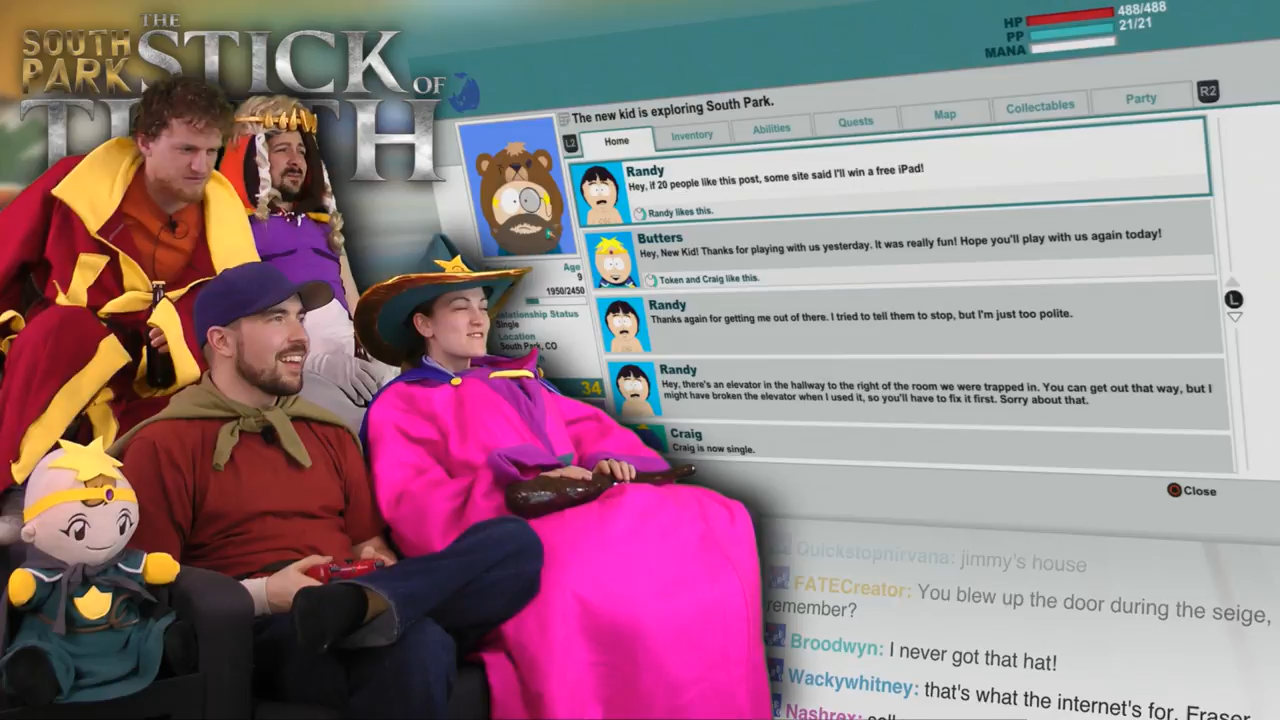 SOUTH PARK
THE STICK OF TRUTH
HP 488/488
PP 21/21
MANA
The new kid is exploring South Park.
L2 Home Inventory Abilities Quests Map Collectables Party R2
Randy
Hey, if 20 people like this post, some site said I'll win a free iPad!
Randy likes this.
Butters
Hey, New Kid! Thanks for playing with us yesterday. It was really fun! Hope you'll play with us again today!
Token and Craig like this.
Age
9
1950/2450
Relationship Status
Single
Location
South Park, CO
34
L
Randy
Thanks again for getting me out of there. I tried to tell them to stop, but I'm just too polite.
Randy
Hey, there's an elevator in the hallway to the right of the room we were trapped in. You can get out that way, but I
might have broken the elevator when I used it, so you'll have to fix it first. Sorry about that.
Craig
Craig is now single.
Close
Quickstopnirvana: jimmy's house
FATECreator: You blew up the door during the seige,
remember?
Broodwyn: I never got that hat!
Wackywhitney: that's what the internet's for, Fraser
Nashrex: